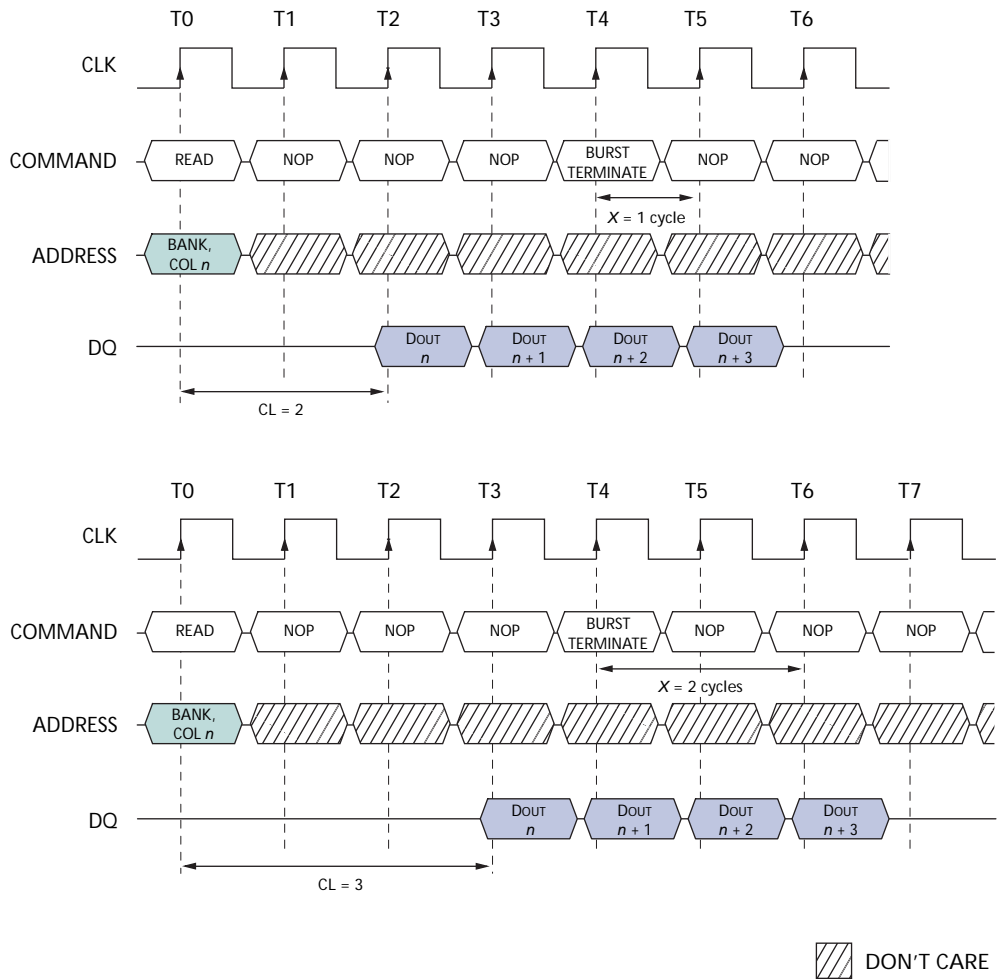 T0 T1 T2 T3 T4 T5 T6
CLK
COMMAND READ NOP NOP NOP BURST TERMINATE NOP NOP
X = 1 cycle
ADDRESS BANK, COL n
DQ DOUT n DOUT n + 1 DOUT n + 2 DOUT n + 3
CL = 2
T0 T1 T2 T3 T4 T5 T6 T7
CLK
COMMAND READ NOP NOP NOP BURST TERMINATE NOP NOP NOP
X = 2 cycles
ADDRESS BANK, COL n
DQ DOUT n DOUT n + 1 DOUT n + 2 DOUT n + 3
CL = 3
DON'T CARE